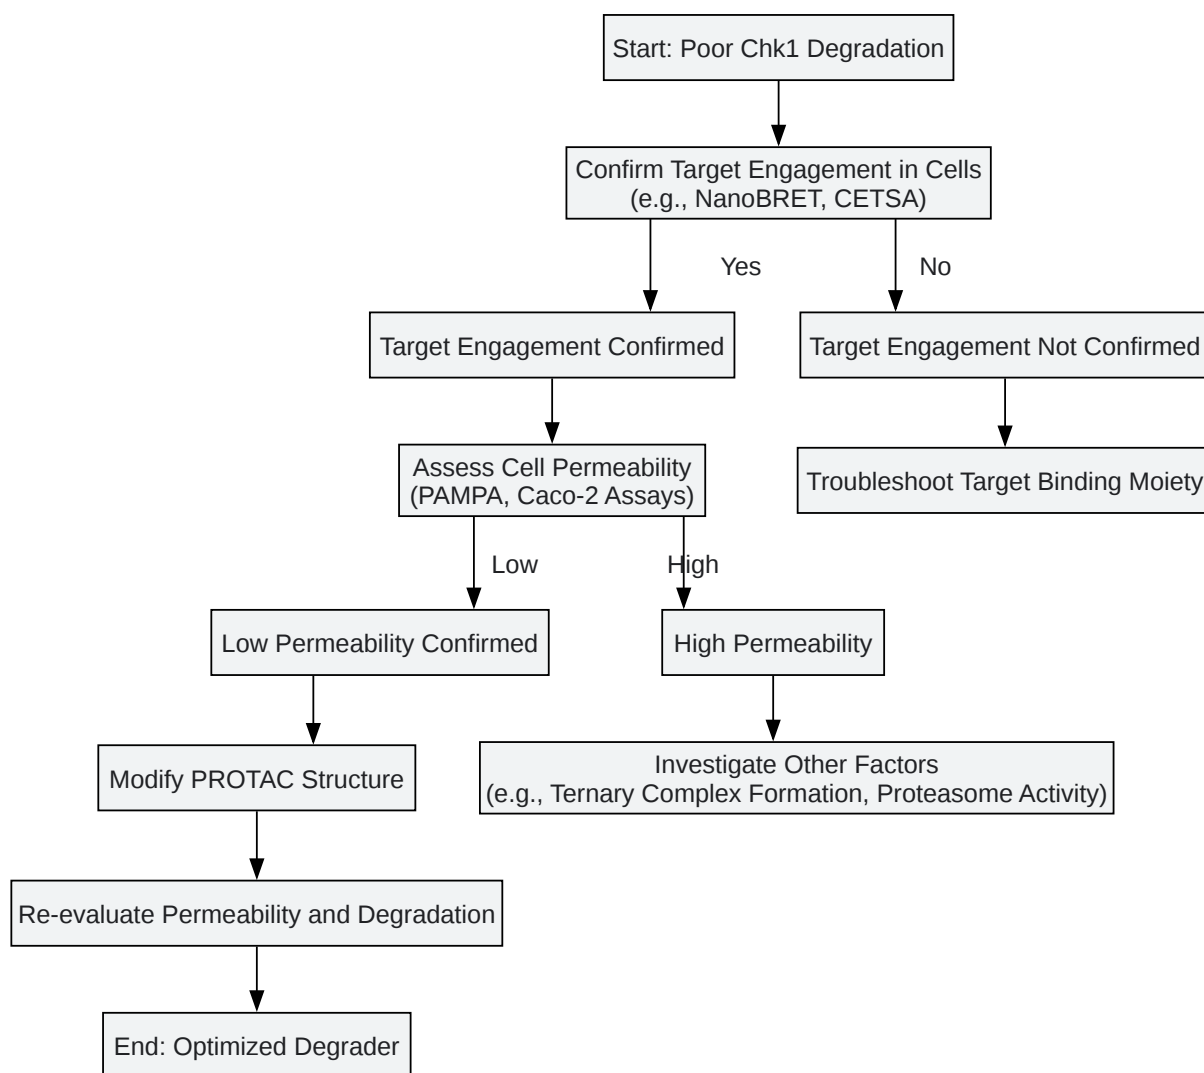 Start: Poor Chk1 Degradation
Confirm Target Engagement in Cells
(e.g., NanoBRET, CETSA)
Yes
No
Target Engagement Confirmed
Target Engagement Not Confirmed
Assess Cell Permeability
(PAMPA, Caco-2 Assays)
Troubleshoot Target Binding Moiety
Low
High
Low Permeability Confirmed
High Permeability
Modify PROTAC Structure
Investigate Other Factors
(e.g., Ternary Complex Formation, Proteasome Activity)
Re-evaluate Permeability and Degradation
End: Optimized Degrader